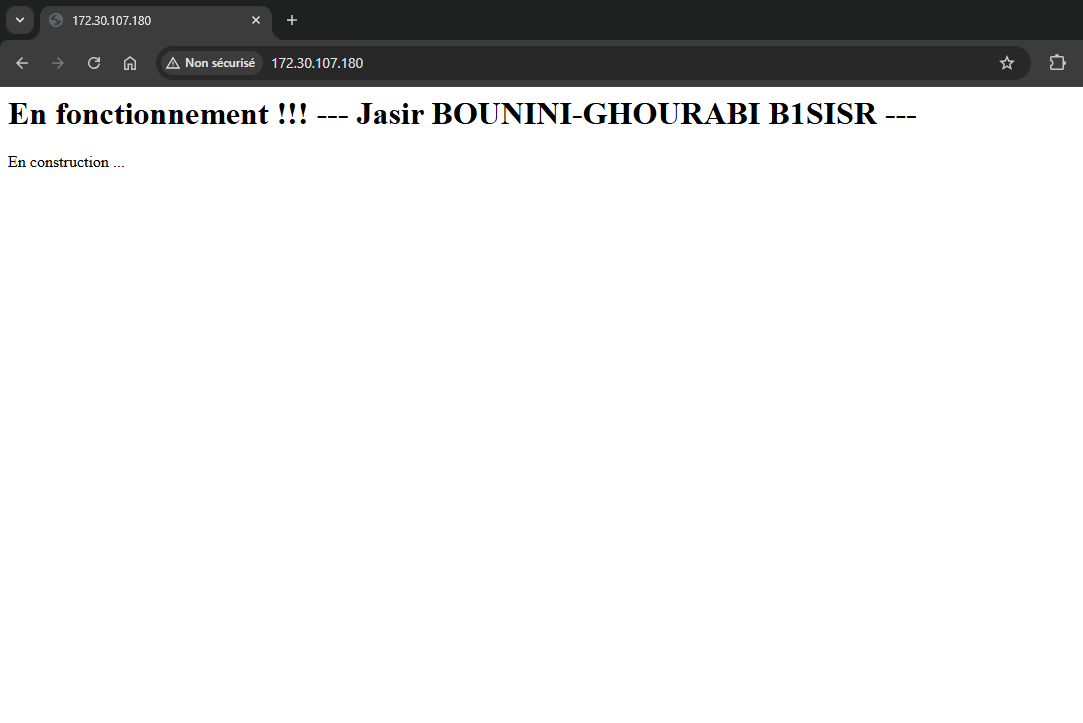 172.30.107.180
Non sécurisé 172.30.107.180
En fonctionnement !!! --- Jasir BOUNINI-GHOURABI B1SISR ---
En construction ...